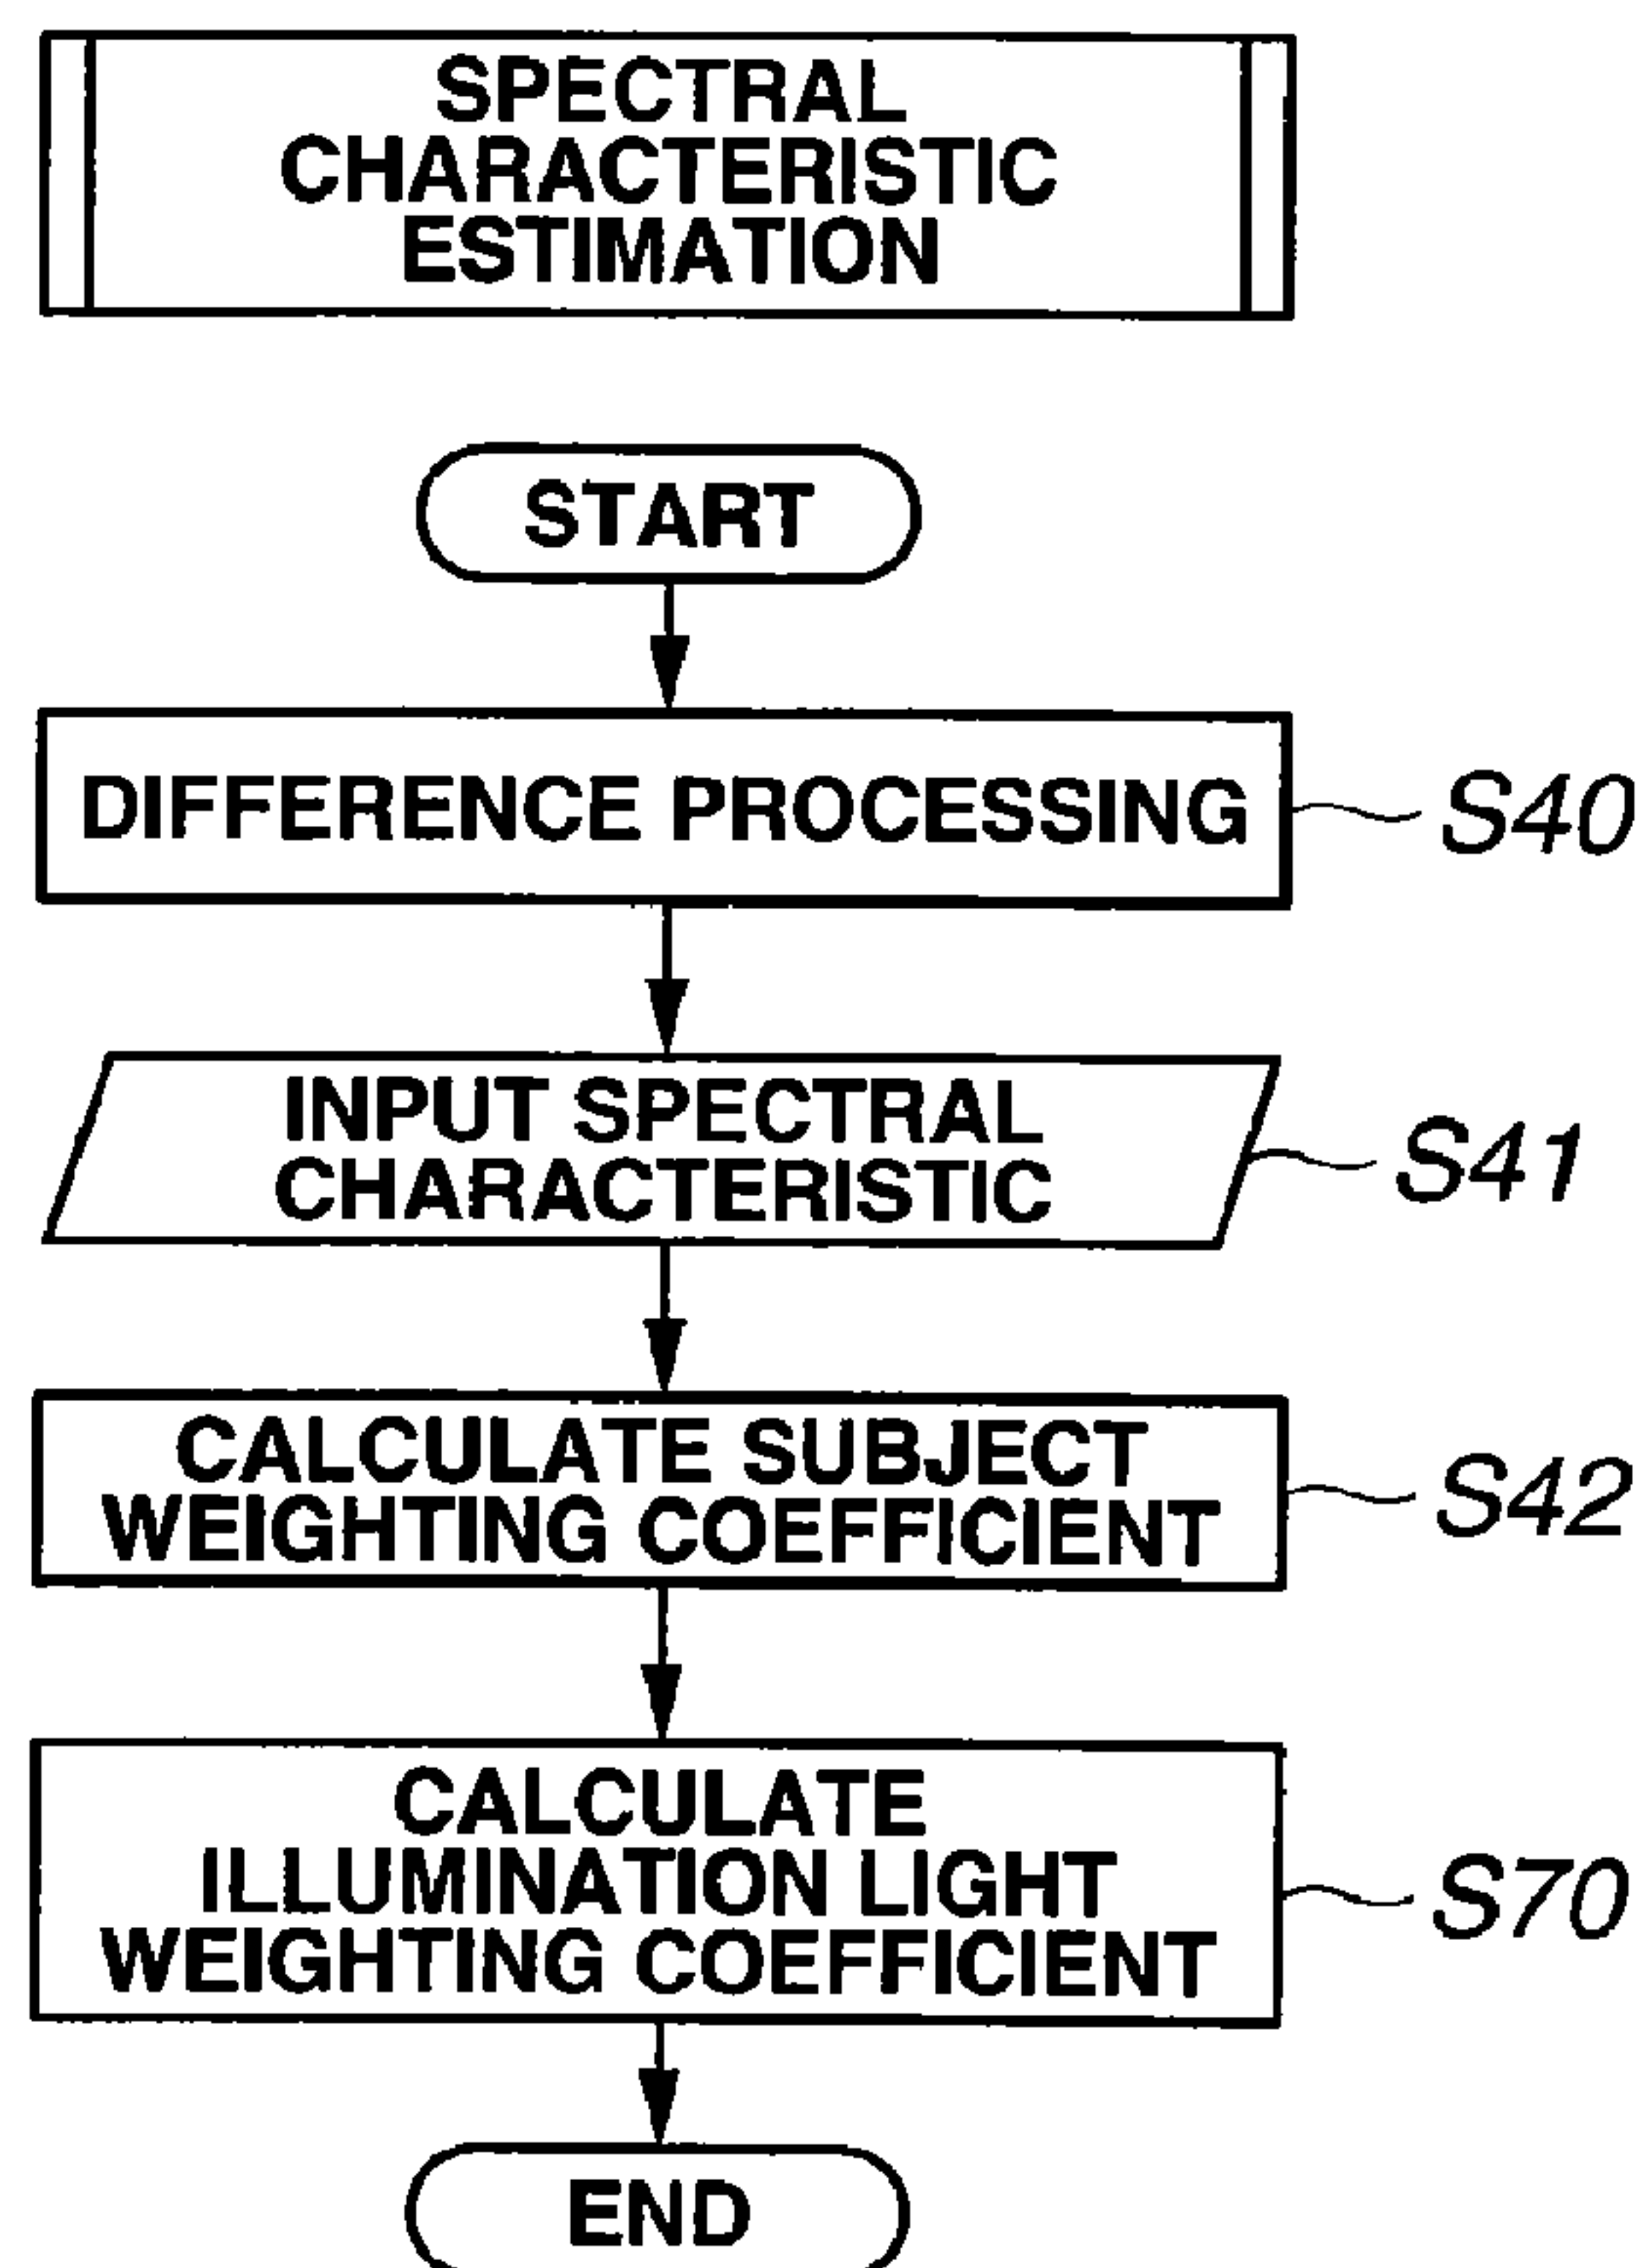 SPECTRAL
CHARACTERISTIC
ESTIMATION
START
DIFFERENCE PROCESSING
S40
INPUT SPECTRAL
CHARACTERISTIC
S41
CALCULATE SUBJECT
WEIGHTING COEFFICIENT
S42
CALCULATE
ILLUMINATION LIGHT
WEIGHTING COEFFICIENT
S70
END